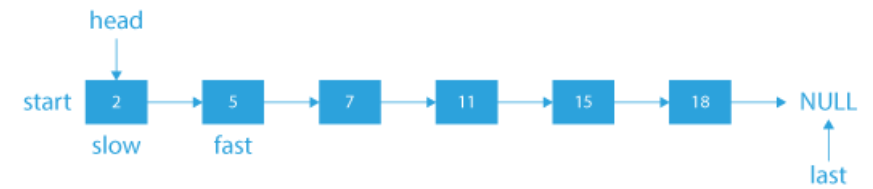 head
start 2 5 7 11 15 18 NULL
slow fast
last